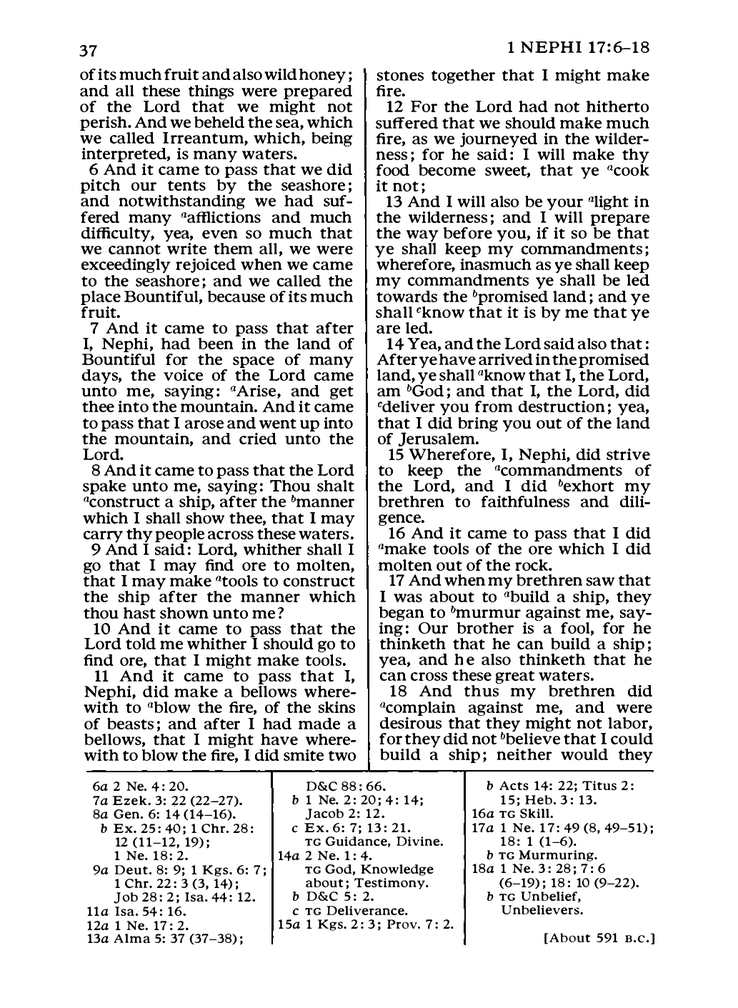 37
1 NEPHI 17:6–18
of its much fruit and also wild honey;
and all these things were prepared
of the Lord that we might not
perish. And we beheld the sea, which
we called Irreantum, which, being
interpreted, is many waters.
6 And it came to pass that we did
pitch our tents by the seashore;
and notwithstanding we had suf-
fered many aafflictions and much
difficulty, yea, even so much that
we cannot write them all, we were
exceedingly rejoiced when we came
to the seashore; and we called the
place Bountiful, because of its much
fruit.
7 And it came to pass that after
I, Nephi, had been in the land of
Bountiful for the space of many
days, the voice of the Lord came
unto me, saying: aArise, and get
thee into the mountain. And it came
to pass that I arose and went up into
the mountain, and cried unto the
Lord.
8 And it came to pass that the Lord
spake unto me, saying: Thou shalt
aconstruct a ship, after the bmanner
which I shall show thee, that I may
carry thy people across these waters.
9 And I said: Lord, whither shall I
go that I may find ore to molten,
that I may make atools to construct
the ship after the manner which
thou hast shown unto me?
10 And it came to pass that the
Lord told me whither I should go to
find ore, that I might make tools.
11 And it came to pass that I,
Nephi, did make a bellows where-
with to ablow the fire, of the skins
of beasts; and after I had made a
bellows, that I might have where-
with to blow the fire, I did smite two
stones together that I might make
fire.
12 For the Lord had not hitherto
suffered that we should make much
fire, as we journeyed in the wilder-
ness; for he said: I will make thy
food become sweet, that ye acook
it not;
13 And I will also be your alight in
the wilderness; and I will prepare
the way before you, if it so be that
ye shall keep my commandments;
wherefore, inasmuch as ye shall keep
my commandments ye shall be led
towards the bpromised land; and ye
shall cknow that it is by me that ye
are led.
14 Yea, and the Lord said also that:
After ye have arrived in the promised
land, ye shall aknow that I, the Lord,
am bGod; and that I, the Lord, did
cdeliver you from destruction; yea,
that I did bring you out of the land
of Jerusalem.
15 Wherefore, I, Nephi, did strive
to keep the acommandments of
the Lord, and I did bexhort my
brethren to faithfulness and dili-
gence.
16 And it came to pass that I did
amake tools of the ore which I did
molten out of the rock.
17 And when my brethren saw that
I was about to abuild a ship, they
began to bmurmur against me, say-
ing: Our brother is a fool, for he
thinketh that he can build a ship;
yea, and he also thinketh that he
can cross these great waters.
18 And thus my brethren did
acomplain against me, and were
desirous that they might not labor,
for they did not bbelieve that I could
build a ship; neither would they
6a 2 Ne. 4:20.
7a Ezek. 3:22 (22–27).
8a Gen. 6:14 (14–16).
b Ex. 25:40; 1 Chr. 28:
12 (11–12, 19);
1 Ne. 18:2.
9a Deut. 8:9; 1 Kgs. 6:7;
1 Chr. 22:3 (3, 14);
Job 28:2; Isa. 44:12.
11a Isa. 54:16.
12a 1 Ne. 17:2.
13a Alma 5:37 (37–38);
D&C 88:66.
b 1 Ne. 2:20; 4:14;
Jacob 2:12.
c Ex. 6:7; 13:21.
TG Guidance, Divine.
14a 2 Ne. 1:4.
TG God, Knowledge
about; Testimony.
b D&C 5:2.
c TG Deliverance.
15a 1 Kgs. 2:3; Prov. 7:2.
b Acts 14:22; Titus 2:
15; Heb. 3:13.
16a TG Skill.
17a 1 Ne. 17:49 (8, 49–51);
18:1 (1–6).
b TG Murmuring.
18a 1 Ne. 3:28; 7:6
(6–19); 18:10 (9–22).
b TG Unbelief,
Unbelievers.
[About 591 B.C.]